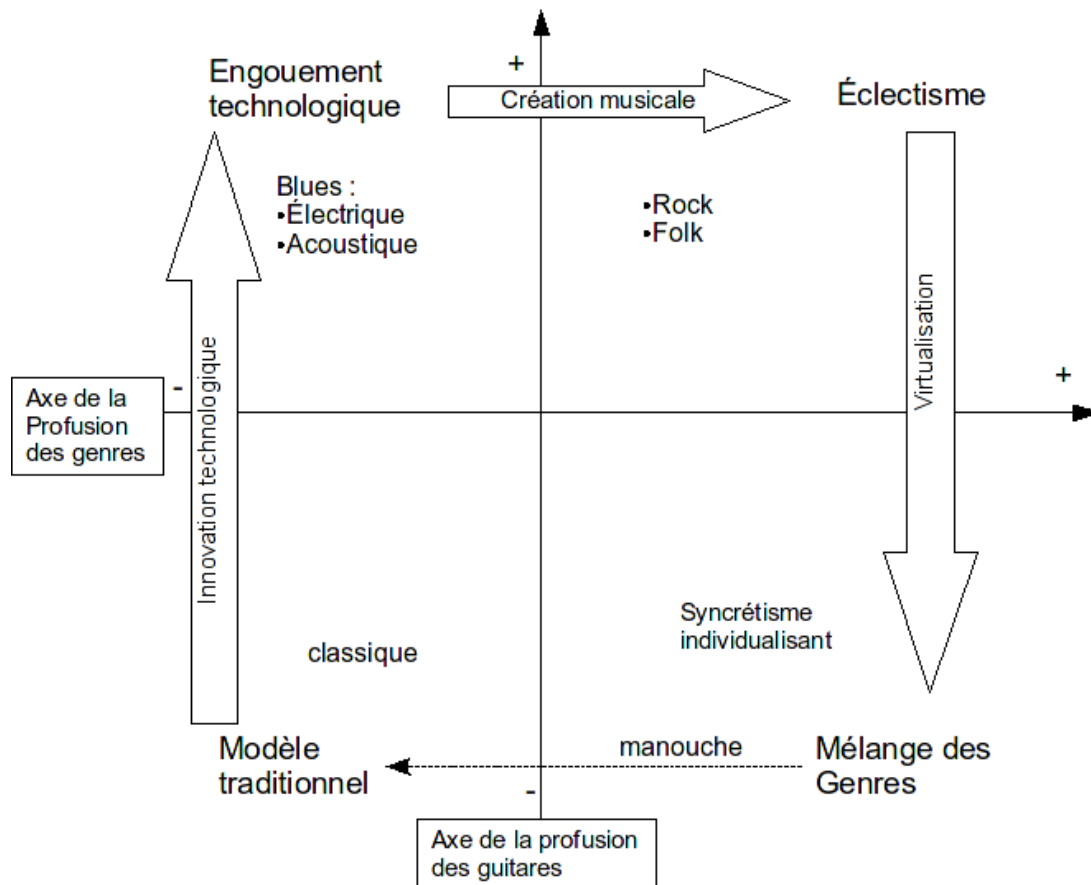 Engouement
technologique
+
Création musicale
Éclectisme
Blues :
•Électrique
•Acoustique
•Rock
•Folk
Innovation technologique
Virtualisation
-
+
Axe de la
Profusion
des genres
classique
Syncrétisme
individualisant
Modèle
traditionnel
manouche
Mélange des
Genres
-
Axe de la profusion
des guitares